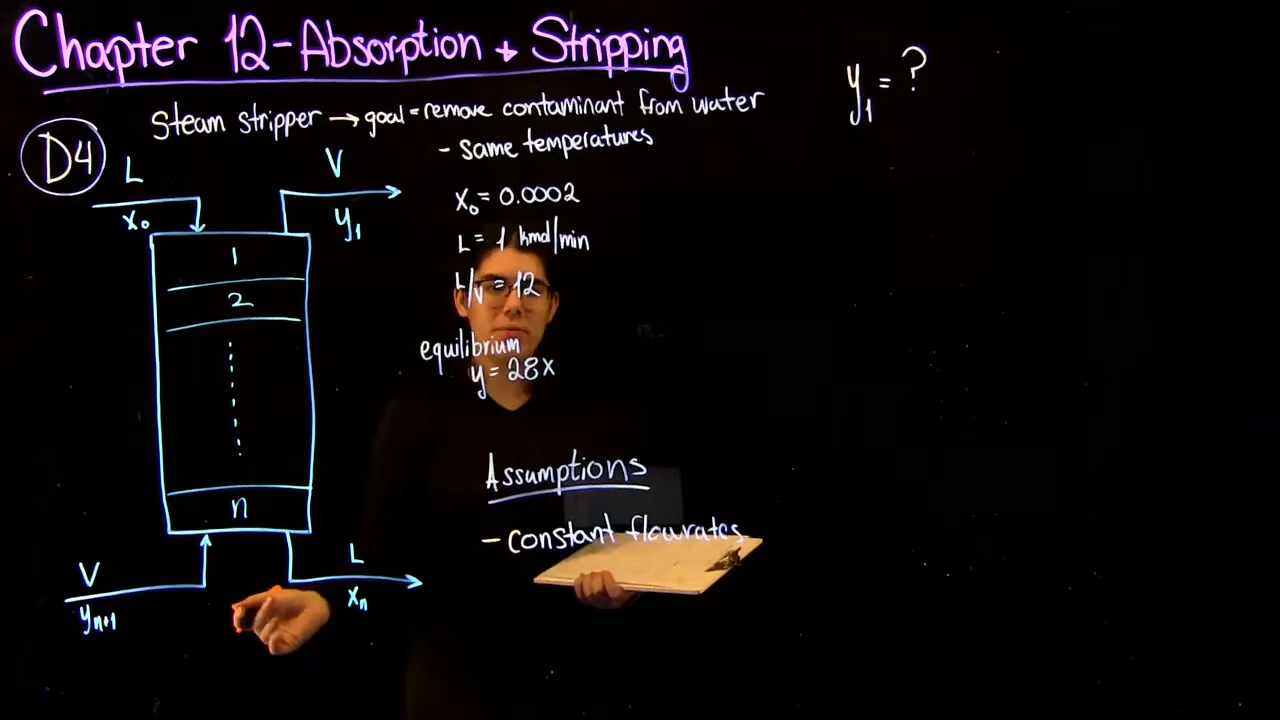 Chapter 12 - Absorption + Stripping
Steam stripper → goal = remove contaminant from water
- same temperatures
D4
L
x₀
V
y₁
1
2
n
V
yₙ₊₁
L
xₙ
x₀ = 0.0002
L = 1 kmol/min
L/V = 12
equilibrium
y = 28x
Assumptions
- constant flowrates
y₁ = ?